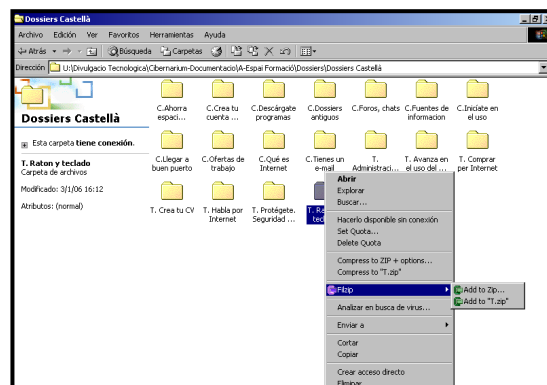 Dossiers Castellà
Archivo Edición Ver Favoritos Herramientas Ayuda
Atrás Búsqueda Carpetas
Dirección U:\Divulgacio Tecnologica\Cibernarium-Documentacio\A-Espai Formació\Dossiers\Dossiers Castellà
Dossiers Castellà
Esta carpeta tiene conexión.
T. Raton y teclado
Carpeta de archivos
Modificado: 3/1/06 16:12
Atributos: (normal)
C.Ahorra espaci...
C.Crea tu cuenta ...
C.Descárgate programas
C.Dossiers antiguos
C.Foros, chats
C.Fuentes de informacion
C.Iniciate en el uso
C.Llegar a buen puerto
C.Ofertas de trabajo
C.Qué es Internet
C.Tienes un e-mail
T. Administraci...
T. Avanza en el uso del ...
T. Comprar per Internet
T. Crea tu CV
T. Habla por Internet
T. Protégete. Seguridad ...
T. Ra
tec
Abrir
Explorar
Buscar...
Hacerlo disponible sin conexión
Set Quota...
Delete Quota
Compress to ZIP + options...
Compress to "T.zip"
Filzip
Add to Zip...
Add to "T.zip"
Analizar en busca de virus...
Enviar a
Cortar
Copiar
Crear acceso directo
Eliminar